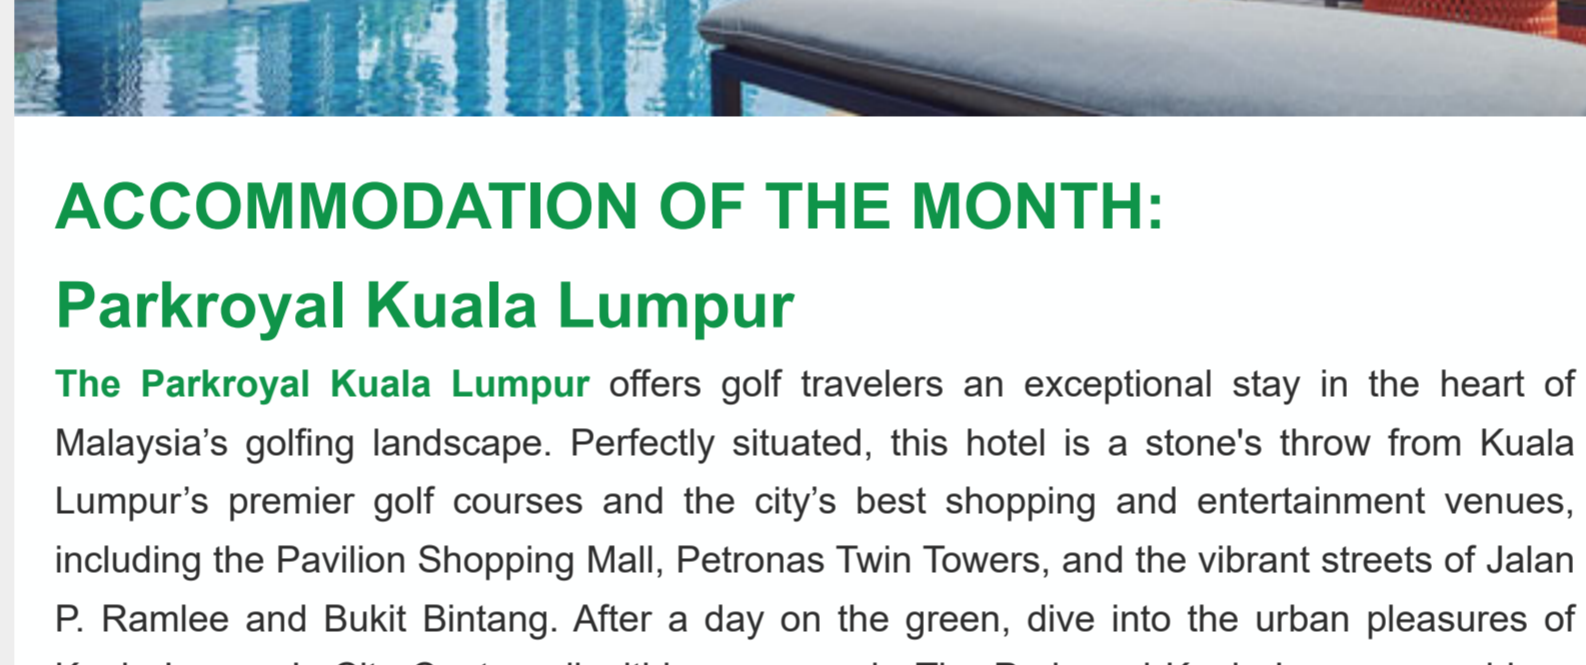 ACCOMMODATION OF THE MONTH:
Parkroyal Kuala Lumpur
The Parkroyal Kuala Lumpur offers golf travelers an exceptional stay in the heart of
Malaysia’s golfing landscape. Perfectly situated, this hotel is a stone's throw from Kuala
Lumpur’s premier golf courses and the city’s best shopping and entertainment venues,
including the Pavilion Shopping Mall, Petronas Twin Towers, and the vibrant streets of Jalan
P. Ramlee and Bukit Bintang. After a day on the green, dive into the urban pleasures of